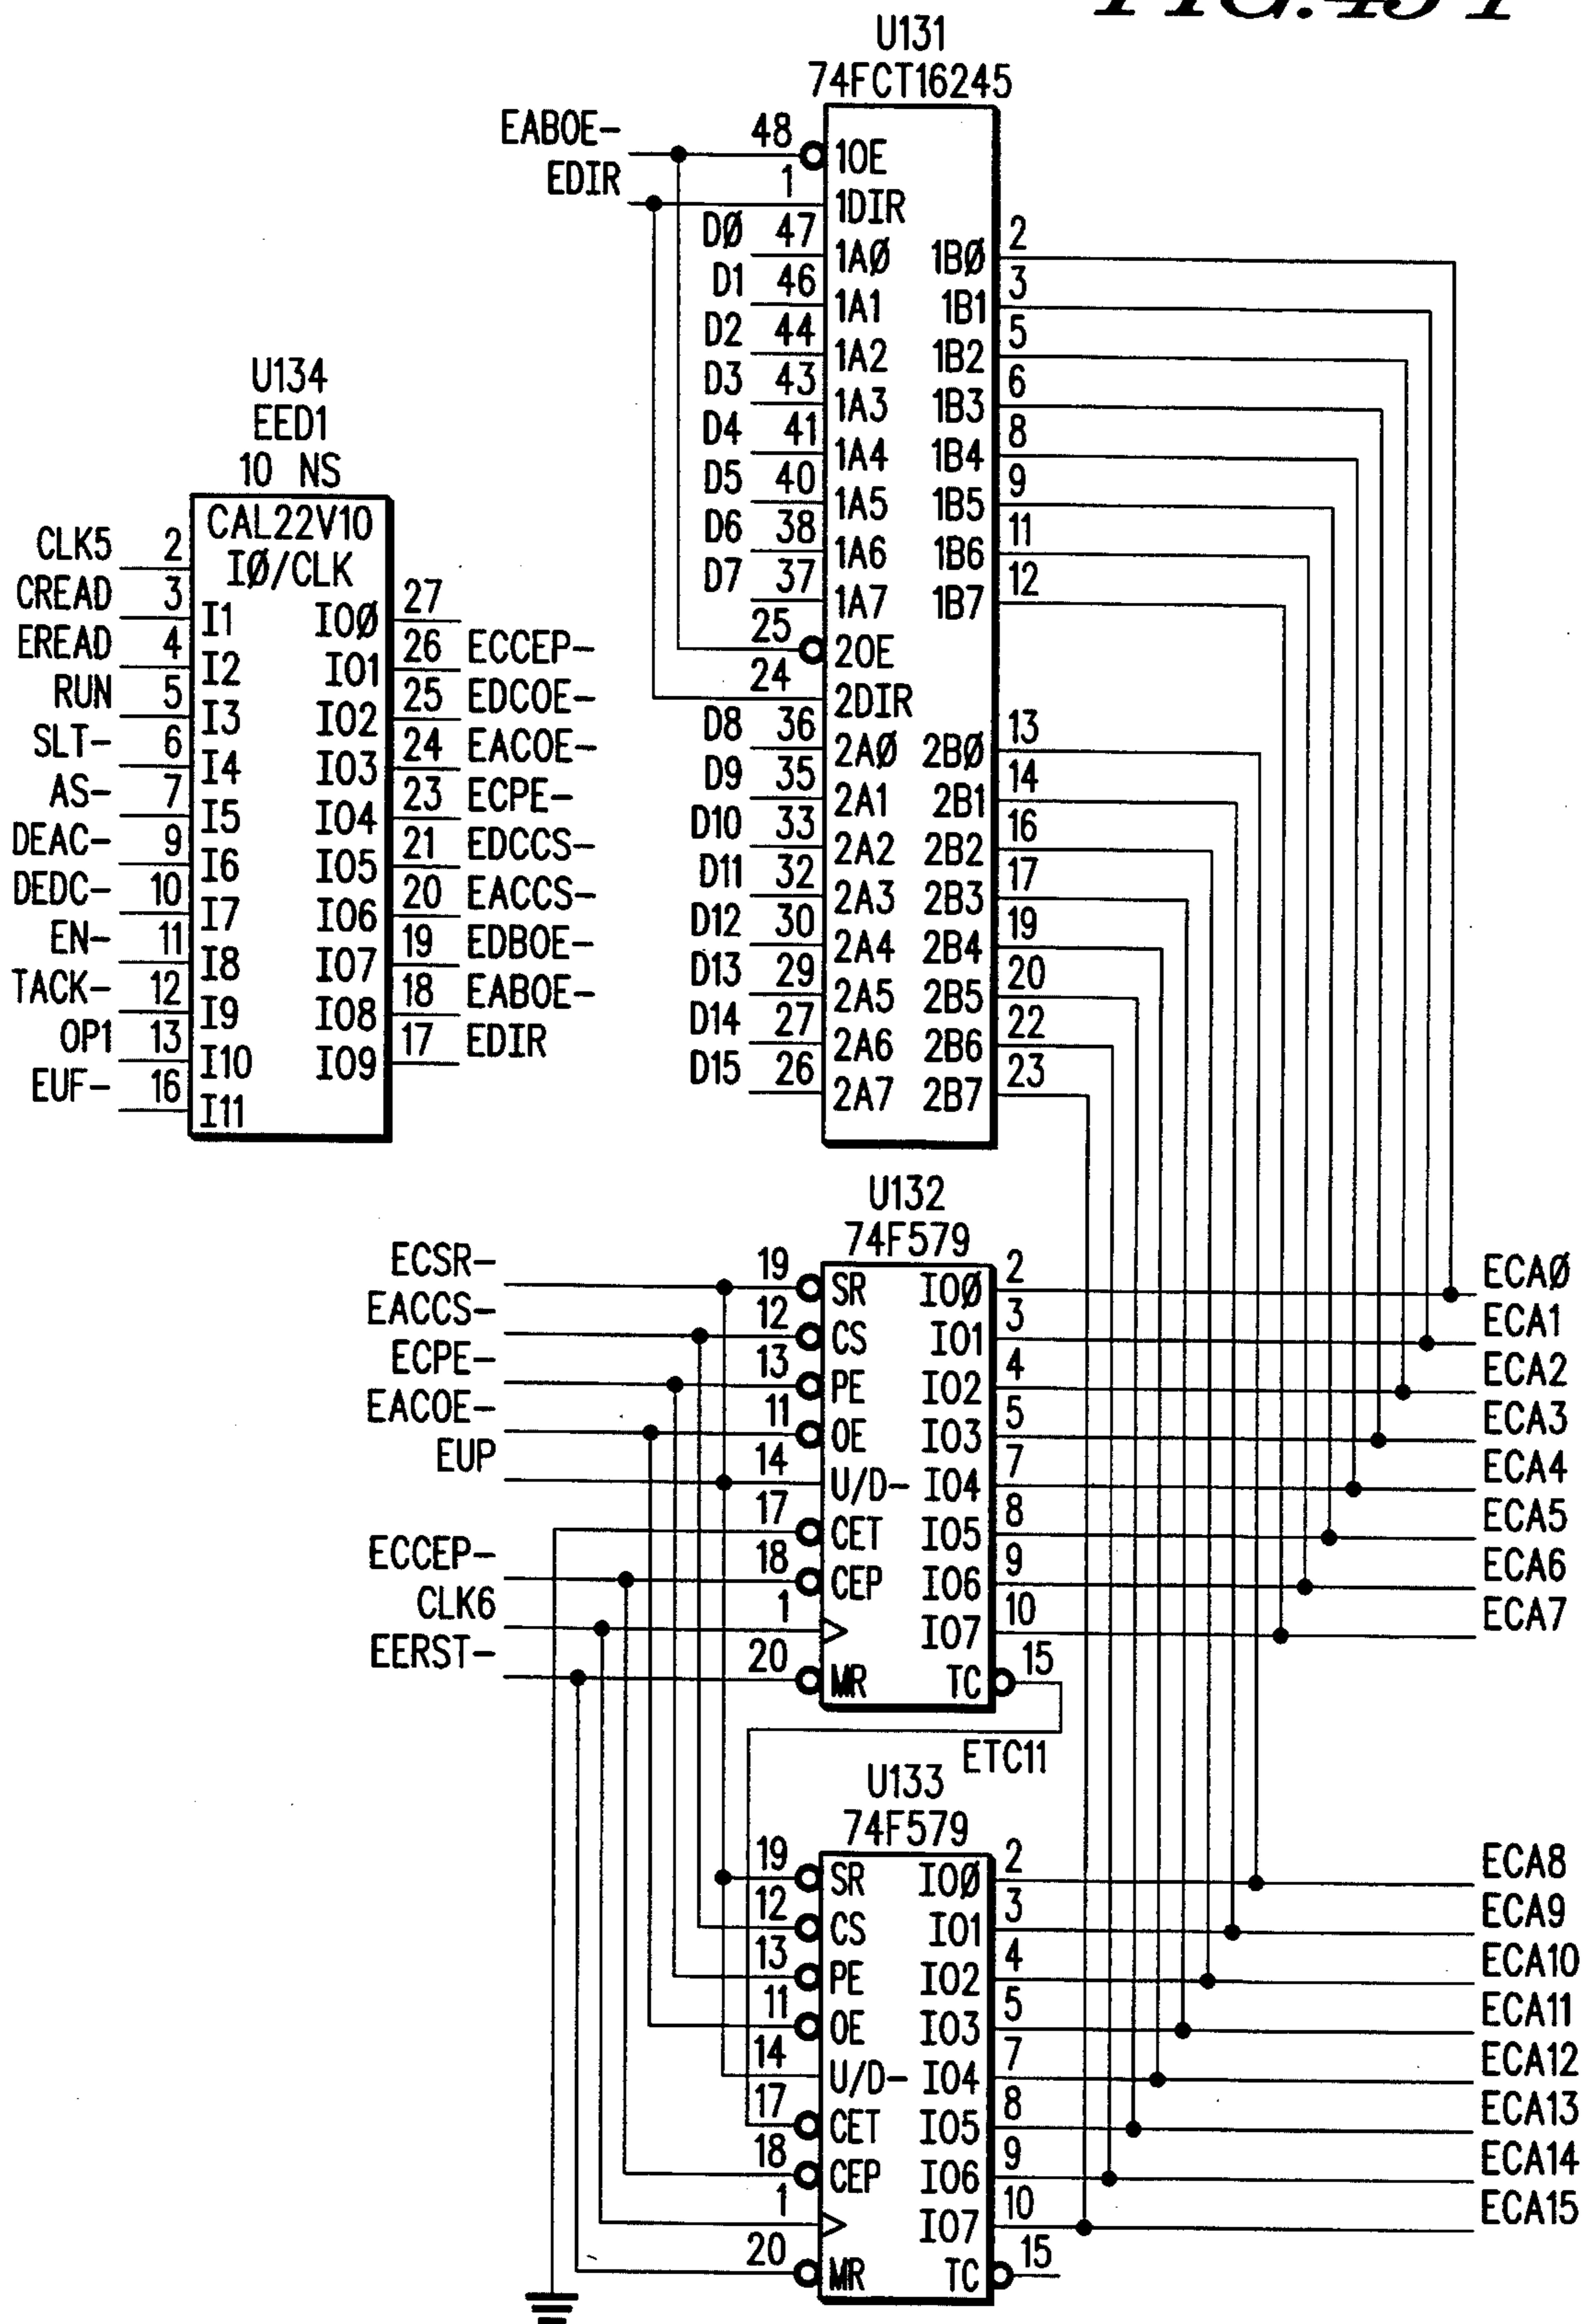 FIG. 45 F
U131
74FCT16245
EABOE- 48 1OE
EDIR 1 1DIR
DØ 47 1AØ 1BØ 2
D1 46 1A1 1B1 3
D2 44 1A2 1B2 5
D3 43 1A3 1B3 6
D4 41 1A4 1B4 8
D5 40 1A5 1B5 9
D6 38 1A6 1B6 11
D7 37 1A7 1B7 12
25 2OE
24 2DIR
D8 36 2AØ 2BØ 13
D9 35 2A1 2B1 14
D10 33 2A2 2B2 16
D11 32 2A3 2B3 17
D12 30 2A4 2B4 19
D13 29 2A5 2B5 20
D14 27 2A6 2B6 22
D15 26 2A7 2B7 23
U134
EED1
10 NS
CAL22V10
CLK5 2 IØ/CLK
CREAD 3 I1 IOØ 27
EREAD 4 I2 IO1 26 ECCEP-
RUN 5 I3 IO2 25 EDCOE-
SLT- 6 I4 IO3 24 EACOE-
AS- 7 I5 IO4 23 ECPE-
DEAC- 9 I6 IO5 21 EDCCS-
DEDC- 10 I7 IO6 20 EACCS-
EN- 11 I8 IO7 19 EDBOE-
TACK- 12 I9 IO8 18 EABOE-
OP1 13 I10 IO9 17 EDIR
EUF- 16 I11
U132
74F579
ECSR- 19 SR IOØ 2 ECAØ
EACCS- 12 CS IO1 3 ECA1
ECPE- 13 PE IO2 4 ECA2
EACOE- 11 OE IO3 5 ECA3
EUP 14 U/D- IO4 7 ECA4
17 CET IO5 8 ECA5
ECCEP- 18 CEP IO6 9 ECA6
CLK6 1 IO7 10 ECA7
EERST- 20 MR TC 15
ETC11
U133
74F579
19 SR IOØ 2 ECA8
12 CS IO1 3 ECA9
13 PE IO2 4 ECA10
11 OE IO3 5 ECA11
14 U/D- IO4 7 ECA12
17 CET IO5 8 ECA13
18 CEP IO6 9 ECA14
1 IO7 10 ECA15
20 MR TC 15